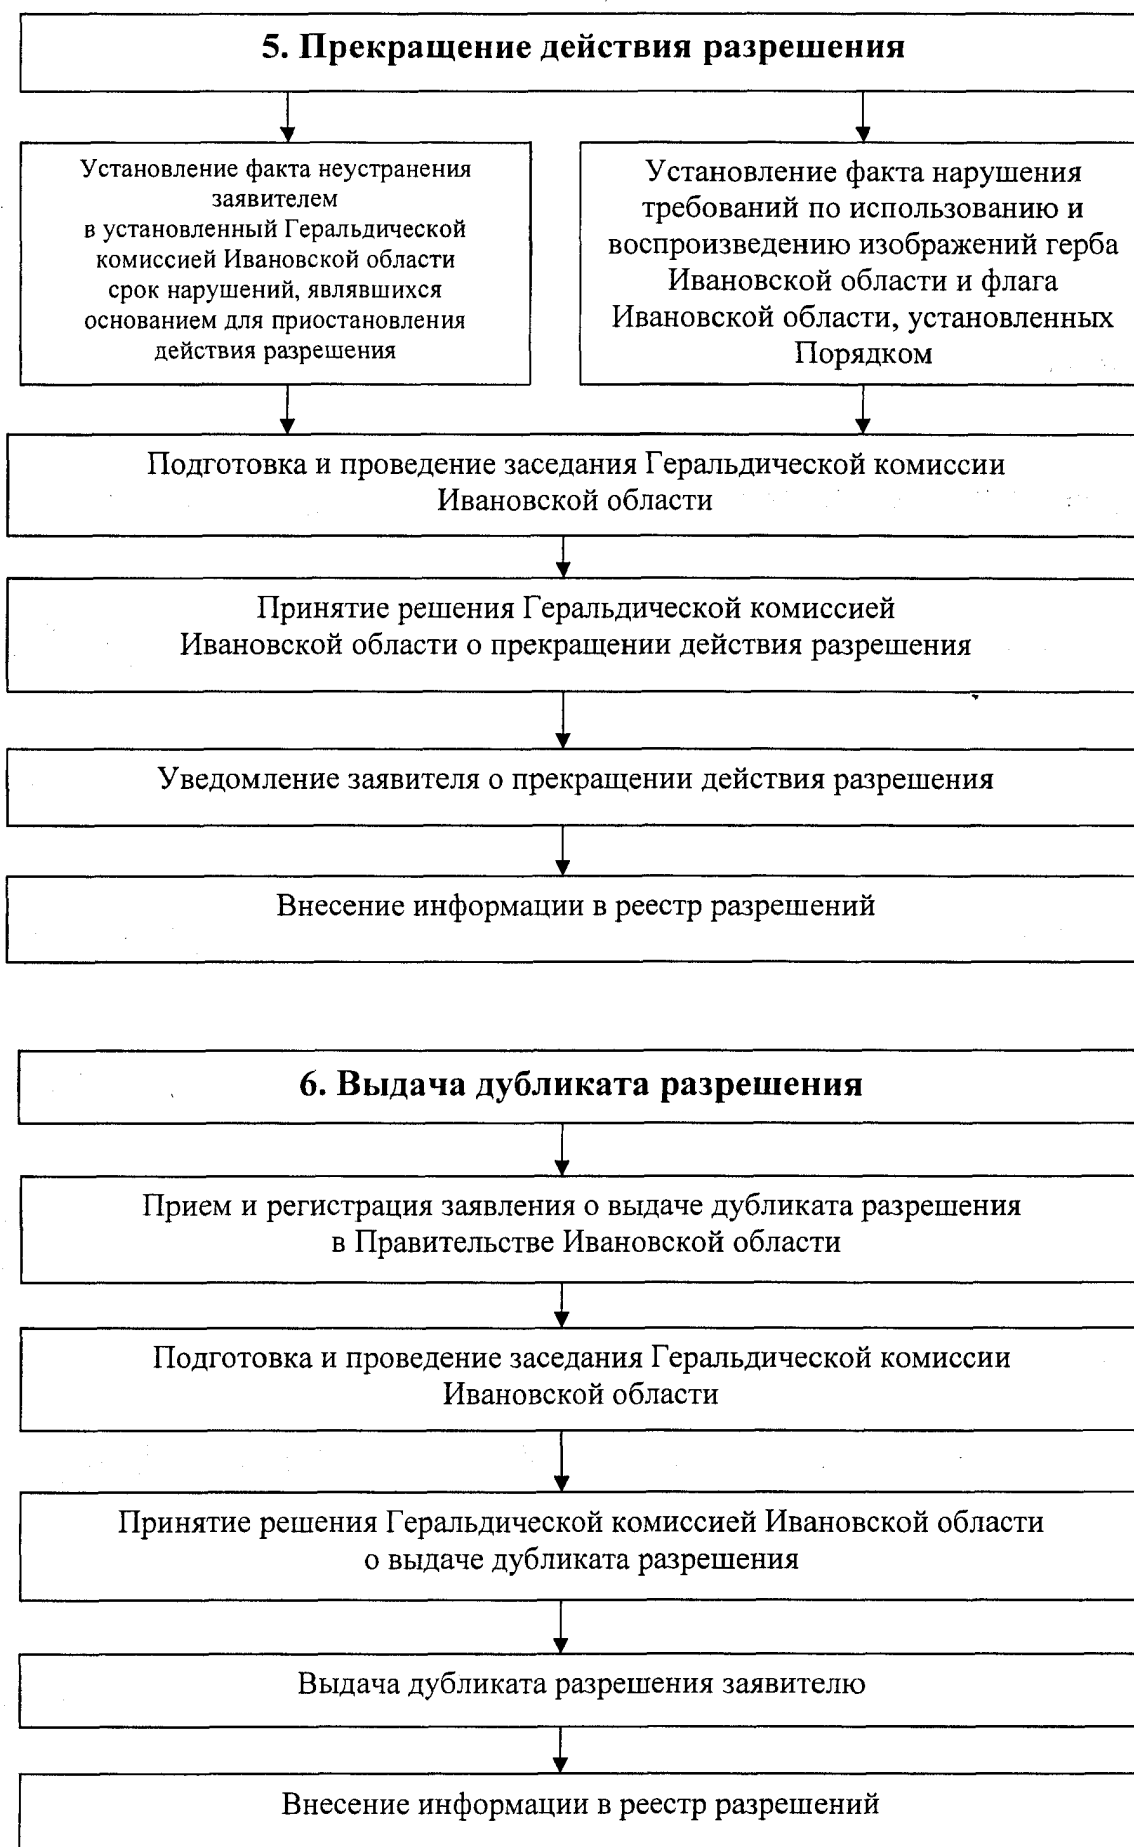 5. Прекращение действия разрешения
Установление факта неустранения
заявителем
в установленный Геральдической
комиссией Ивановской области
срок нарушений, являвшихся
основанием для приостановления
действия разрешения
Установление факта нарушения
требований по использованию и
воспроизведению изображений герба
Ивановской области и флага
Ивановской области, установленных
Порядком
Подготовка и проведение заседания Геральдической комиссии
Ивановской области
Принятие решения Геральдической комиссией
Ивановской области о прекращении действия разрешения
Уведомление заявителя о прекращении действия разрешения
Внесение информации в реестр разрешений
6. Выдача дубликата разрешения
Прием и регистрация заявления о выдаче дубликата разрешения
в Правительстве Ивановской области
Подготовка и проведение заседания Геральдической комиссии
Ивановской области
Принятие решения Геральдической комиссией Ивановской области
о выдаче дубликата разрешения
Выдача дубликата разрешения заявителю
Внесение информации в реестр разрешений